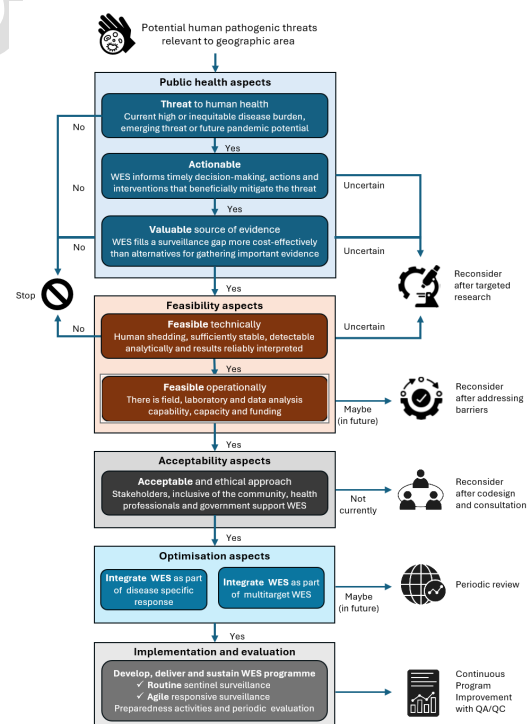 Potential human pathogenic threats
relevant to geographic area
Public health aspects
Threat to human health
Current high or inequitable disease burden,
emerging threat or future pandemic potential
No
Yes
Actionable
WES informs timely decision-making, actions and
interventions that beneficially mitigate the threat
No
Uncertain
Yes
Valuable source of evidence
WES fills a surveillance gap more cost-effectively
than alternatives for gathering important evidence
No
Uncertain
Yes
Stop
Reconsider
after targeted
research
Feasibility aspects
Feasible technically
Human shedding, sufficiently stable, detectable
analytically and results reliably interpreted
No
Uncertain
Yes
Feasible operationally
There is field, laboratory and data analysis
capability, capacity and funding
Maybe
(in future)
Reconsider
after addressing
barriers
Yes
Acceptability aspects
Acceptable and ethical approach
Stakeholders, inclusive of the community, health
professionals and government support WES
Not
currently
Reconsider
after codesign
and consultation
Yes
Optimisation aspects
Integrate WES as part
of disease specific
response
Integrate WES as part
of multitarget WES
Maybe
(in future)
Periodic review
Yes
Implementation and evaluation
Develop, deliver and sustain WES programme
✓ Routine sentinel surveillance
✓ Agile responsive surveillance
Preparedness activities and periodic evaluation
Continuous
Program
Improvement
with QA/QC